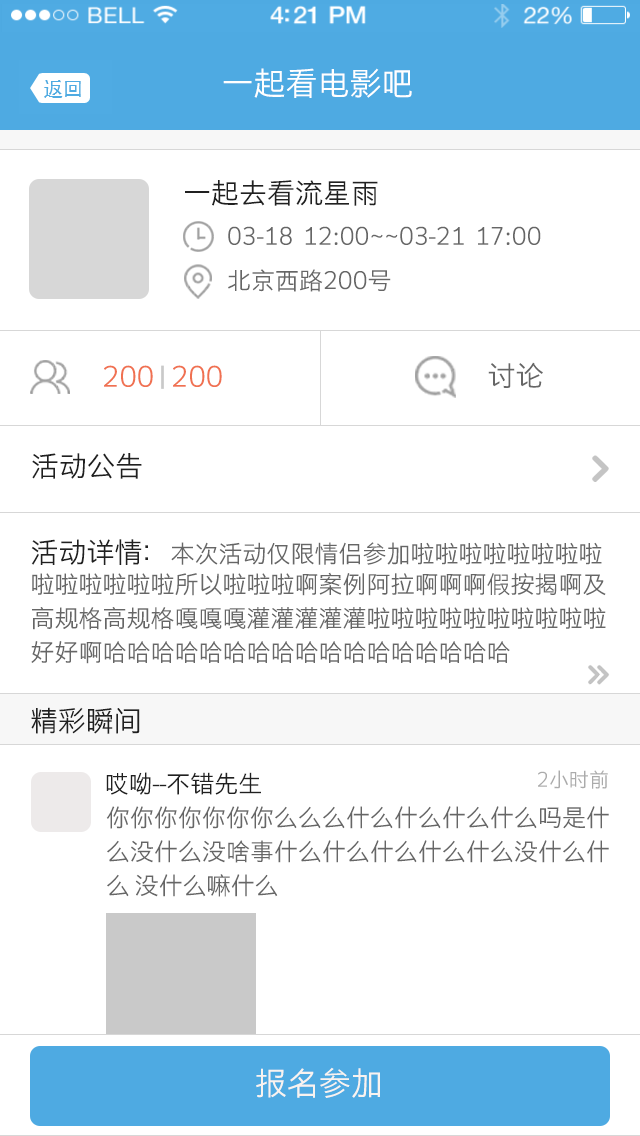 BELL 4:21 PM 22%
返回 一起看电影吧
一起去看流星雨
03-18 12:00~~03-21 17:00
北京西路200号
200|200 讨论
活动公告
活动详情: 本次活动仅限情侣参加啦啦啦啦啦啦啦啦
啦啦啦啦啦啦所以啦啦啦啊案例阿拉啊啊啊假按揭啊及
高规格高规格嘎嘎嘎灌灌灌灌灌啦啦啦啦啦啦啦啦啦啦
好好啊哈哈哈哈哈哈哈哈哈哈哈哈哈哈哈哈哈
精彩瞬间
哎呦--不错先生 2小时前
你你你你你你你么么么什么什么什么什么吗是什
么没什么没啥事什么什么什么什么什么没什么什
么 没什么嘛什么
报名参加